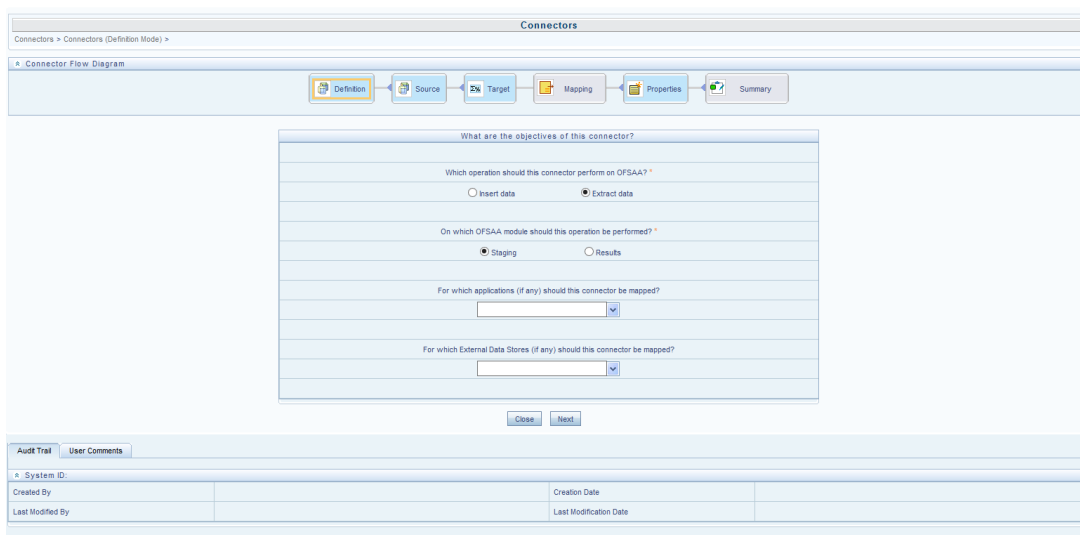 Connectors
Connectors > Connectors (Definition Mode) >
Connector Flow Diagram
Definition Source Target Mapping Properties Summary
What are the objectives of this connector?
Which operation should this connector perform on OFSAA? *
Insert data Extract data
On which OFSAA module should this operation be performed? *
Staging Results
For which applications (if any) should this connector be mapped?
For which External Data Stores (if any) should this connector be mapped?
Close Next
Audit Trail User Comments
System ID:
Created By Creation Date
Last Modified By Last Modification Date